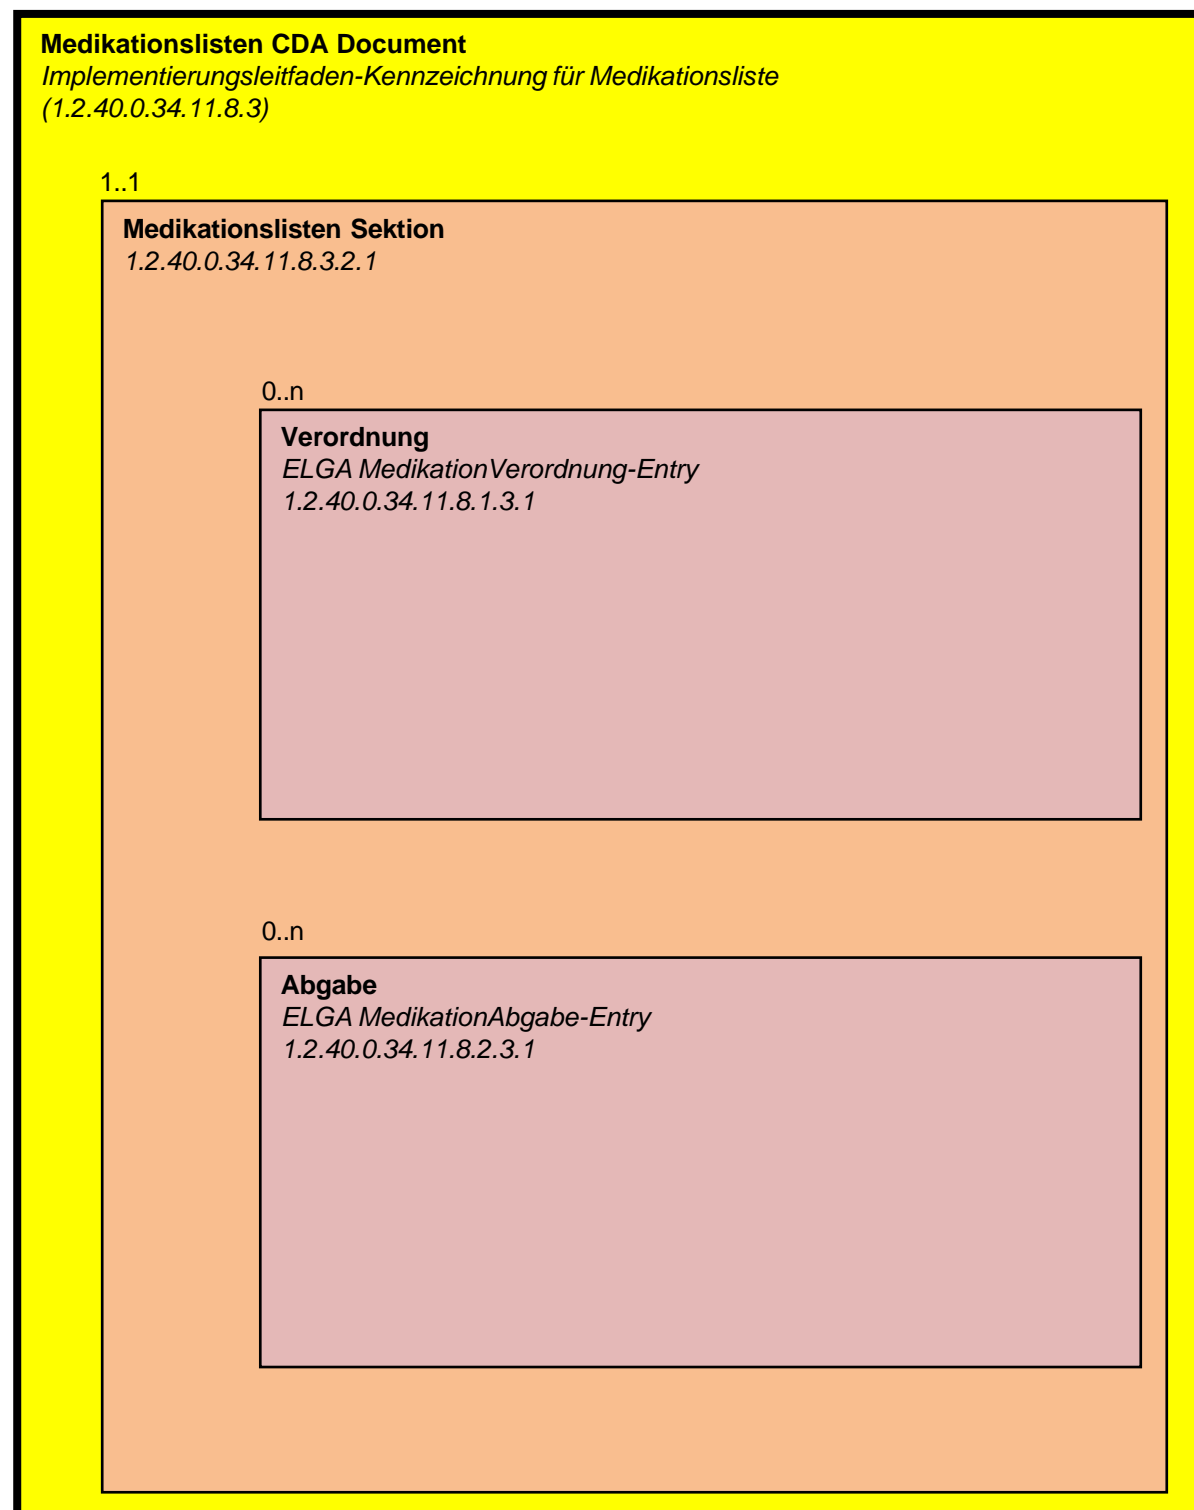 Medikationslisten CDA Document
Implementierungsleitfaden-Kennzeichnung für Medikationsliste
(1.2.40.0.34.11.8.3)
1..1
Medikationslisten Sektion
1.2.40.0.34.11.8.3.2.1
0..n
Verordnung
ELGA MedikationVerordnung-Entry
1.2.40.0.34.11.8.1.3.1
0..n
Abgabe
ELGA MedikationAbgabe-Entry
1.2.40.0.34.11.8.2.3.1